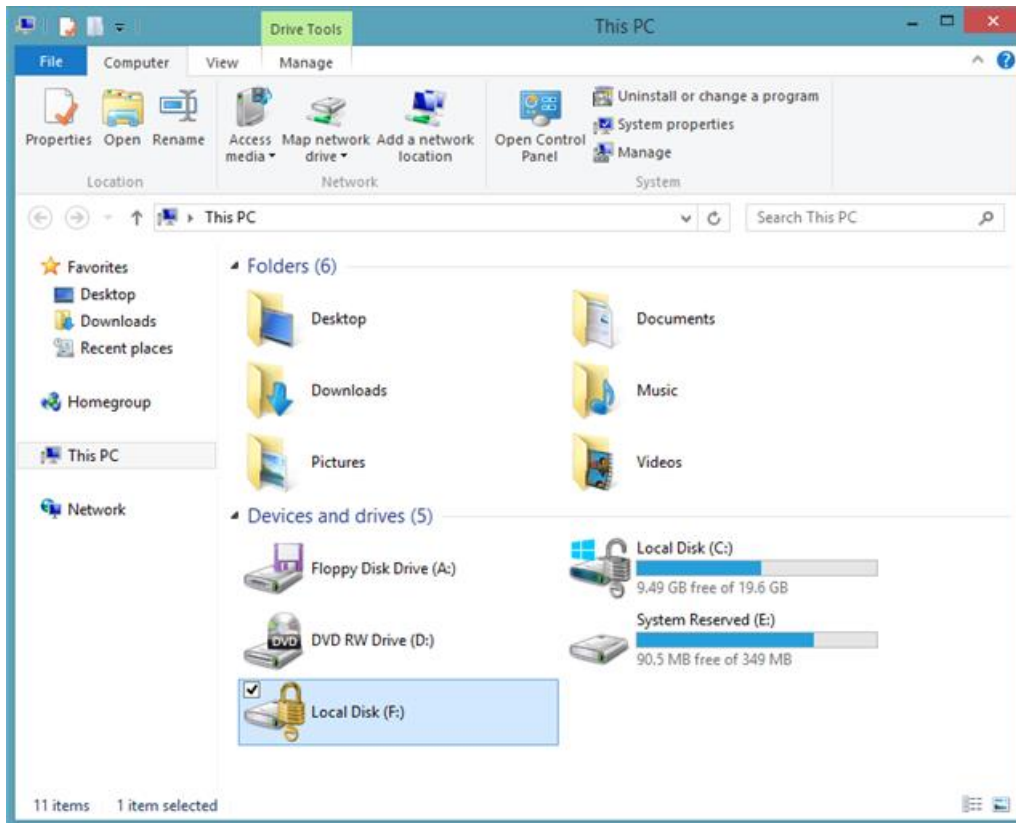 Drive Tools
This PC
File Computer View Manage
Properties Open Rename
Access media
Map network drive
Add a network location
Open Control Panel
Uninstall or change a program
System properties
Manage
Location Network System
This PC
Search This PC
Favorites
Desktop
Downloads
Recent places
Homegroup
This PC
Network
Folders (6)
Desktop
Documents
Downloads
Music
Pictures
Videos
Devices and drives (5)
Floppy Disk Drive (A:)
Local Disk (C:)
9.49 GB free of 19.6 GB
DVD
DVD RW Drive (D:)
System Reserved (E:)
90.5 MB free of 349 MB
Local Disk (F:)
11 items 1 item selected